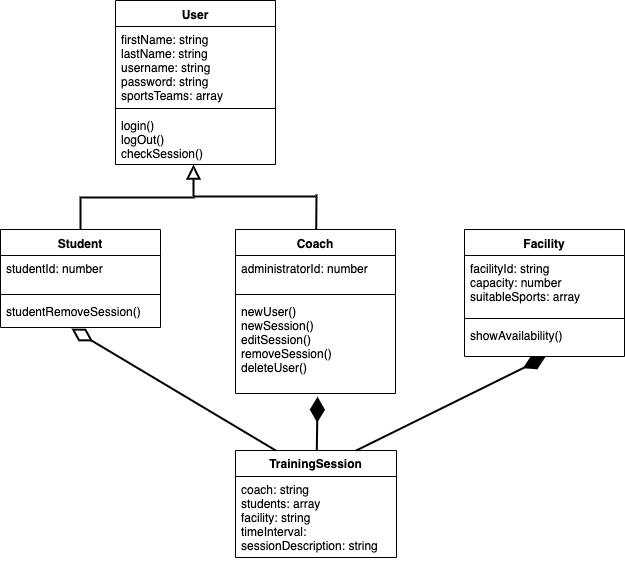 User
firstName: string
lastName: string
username: string
password: string
sportsTeams: array
login()
logOut()
checkSession()
Student
studentId: number
studentRemoveSession()
Coach
administratorId: number
newUser()
newSession()
editSession()
removeSession()
deleteUser()
Facility
facilityId: string
capacity: number
suitableSports: array
showAvailability()
TrainingSession
coach: string
students: array
facility: string
timeInterval:
sessionDescription: string